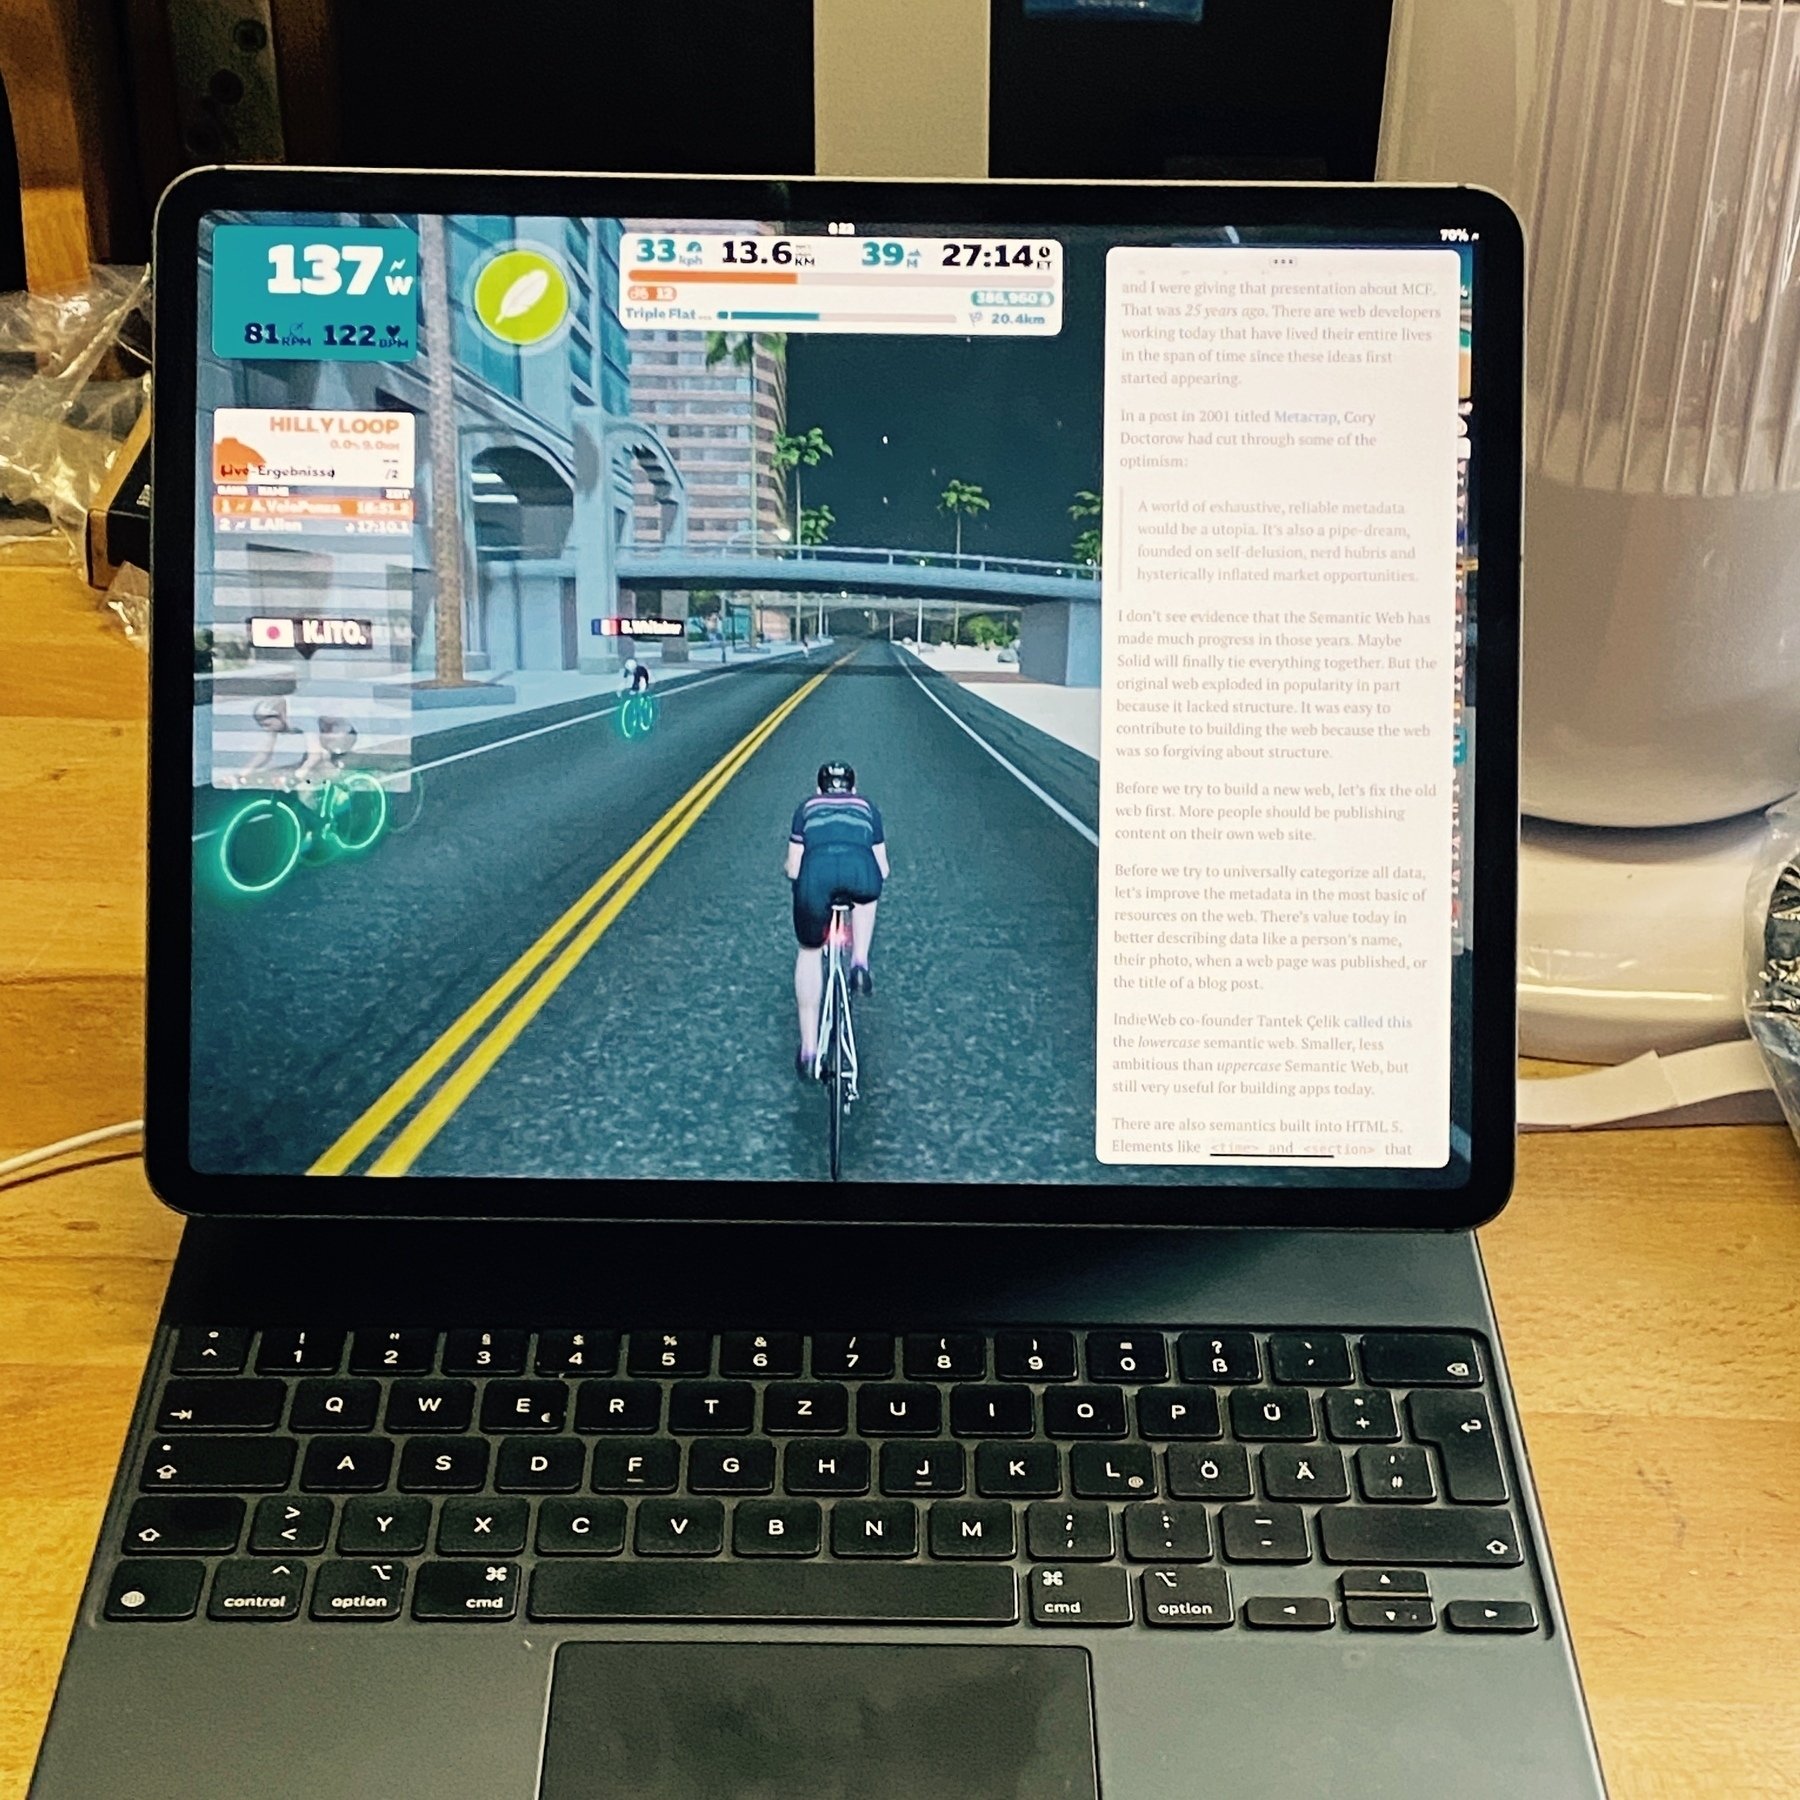 70%
137 W
81 RPM 122 BPM
33 kph 13.6 KM 39 M 27:14 ET
12
Triple Flat... 20.4km
HILLY LOOP
Live-Ergebnisse /2
1 A.VeloPenza
2 E.Allen 17:10.1
K.ITO.
and I were giving that presentation about MCF.
That was 25 years ago. There are web developers
working today that have lived their entire lives
in the span of time since these ideas first
started appearing.
In a post in 2001 titled Metacrap, Cory
Doctorow had cut through some of the
optimism:
A world of exhaustive, reliable metadata
would be a utopia. It's also a pipe-dream,
founded on self-delusion, nerd hubris and
hysterically inflated market opportunities.
I don't see evidence that the Semantic Web has
made much progress in those years. Maybe
Solid will finally tie everything together. But the
original web exploded in popularity in part
because it lacked structure. It was easy to
contribute to building the web because the web
was so forgiving about structure.
Before we try to build a new web, let's fix the old
web first. More people should be publishing
content on their own web site.
Before we try to universally categorize all data,
let's improve the metadata in the most basic of
resources on the web. There's value today in
better describing data like a person's name,
their photo, when a web page was published, or
the title of a blog post.
IndieWeb co-founder Tantek Çelik called this
the lowercase semantic web. Smaller, less
ambitious than uppercase Semantic Web, but
still very useful for building apps today.
There are also semantics built into HTML 5.
Elements like <time> and <section> that
° ! " § $ % & / ( ) = ? `
^ 1 2 3 4 5 6 7 8 9 0 ß ´
Q W E € R T Z U I O P Ü * +
A S D F G H J K L @ Ö Ä ' #
> < Y X C V B N M ; , : . _ -
control option cmd cmd option